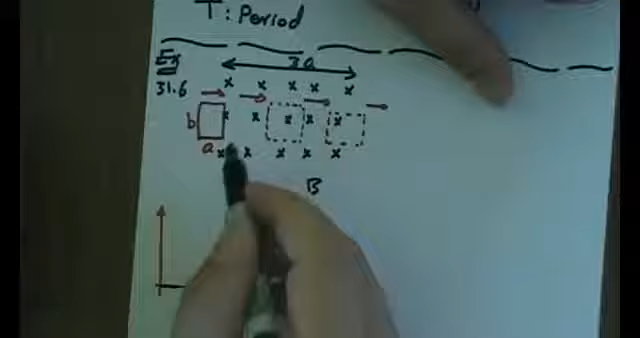 T: Period
Ex
3a
31.6
x x x x x
b x x x x
a x x x x x
B